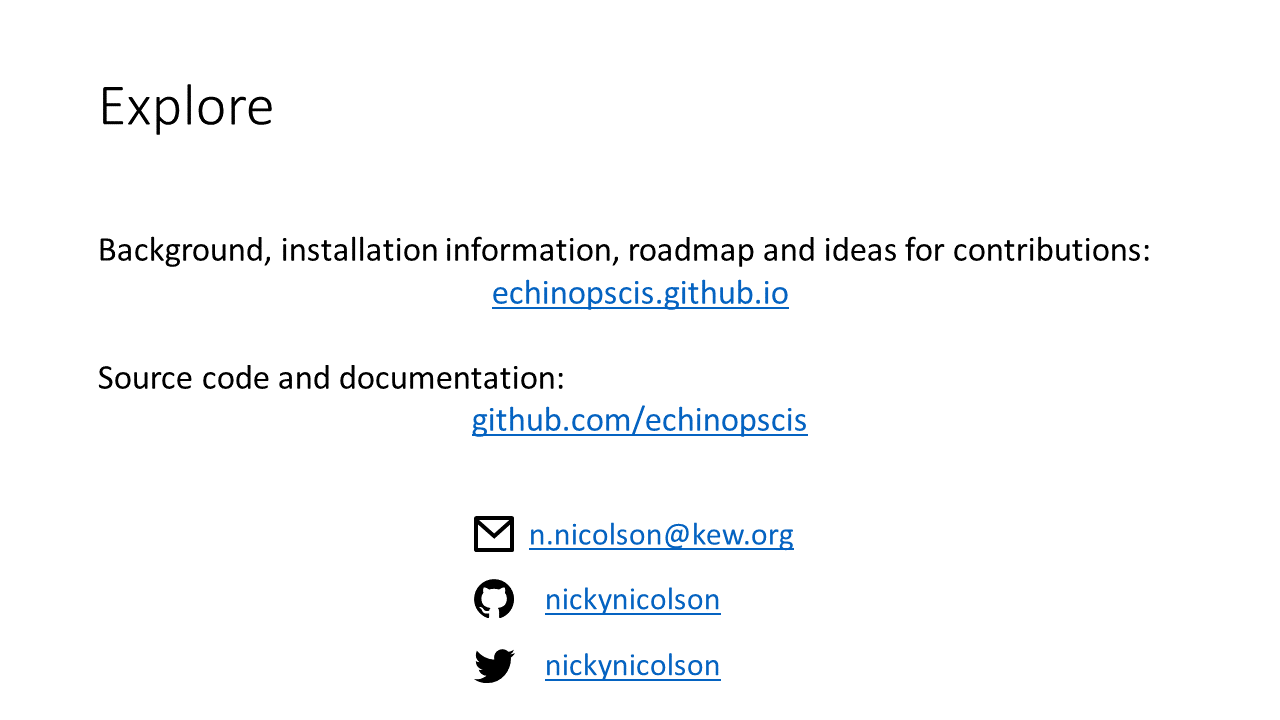 Explore
Background, installation information, roadmap and ideas for contributions:
echinopscis.github.io
Source code and documentation:
github.com/echinopscis
n.nicolson@kew.org
nickynicolson
nickynicolson